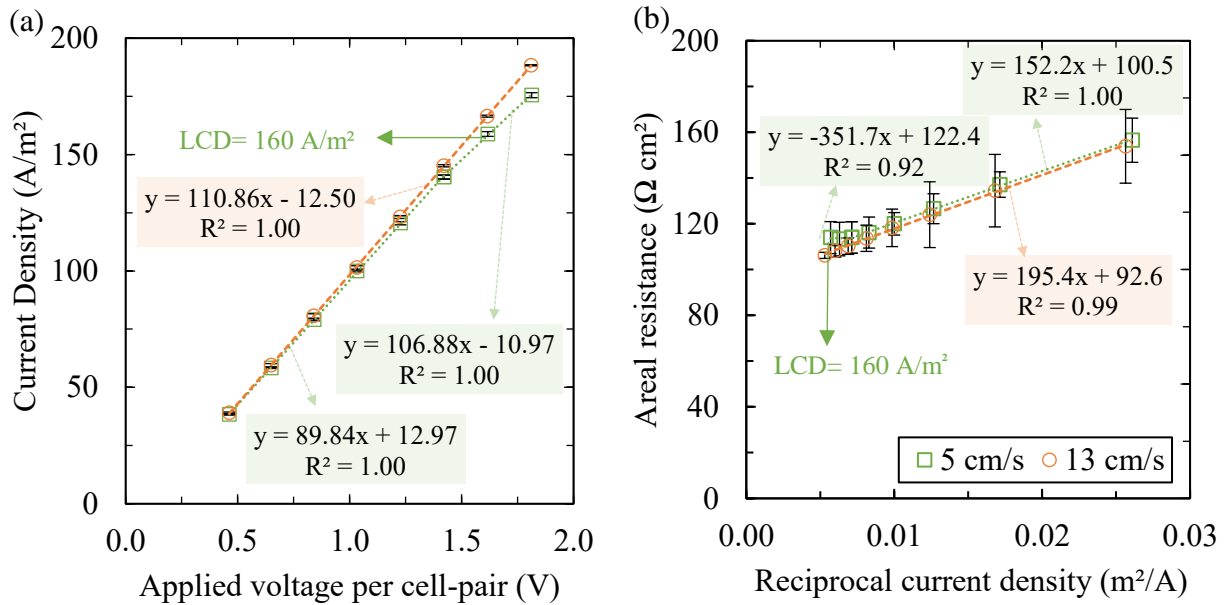 (a)
200
150
100
50
0
0.0
0.5
1.0
1.5
2.0
Current Density (A/m²)
Applied voltage per cell-pair (V)
LCD= 160 A/m²
y = 110.86x - 12.50
R² = 1.00
y = 106.88x - 10.97
R² = 1.00
y = 89.84x + 12.97
R² = 1.00
(b)
200
160
120
80
40
0
0.00
0.01
0.02
0.03
Areal resistance (Ω cm²)
Reciprocal current density (m²/A)
y = 152.2x + 100.5
R² = 1.00
y = -351.7x + 122.4
R² = 0.92
y = 195.4x + 92.6
R² = 0.99
LCD= 160 A/m²
5 cm/s
13 cm/s